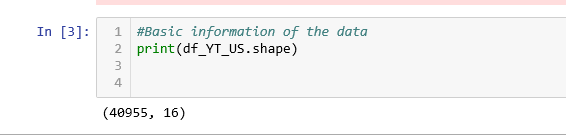 In [3]:
1 #Basic information of the data
2 print(df_YT_US.shape)
3
4
(40955, 16)